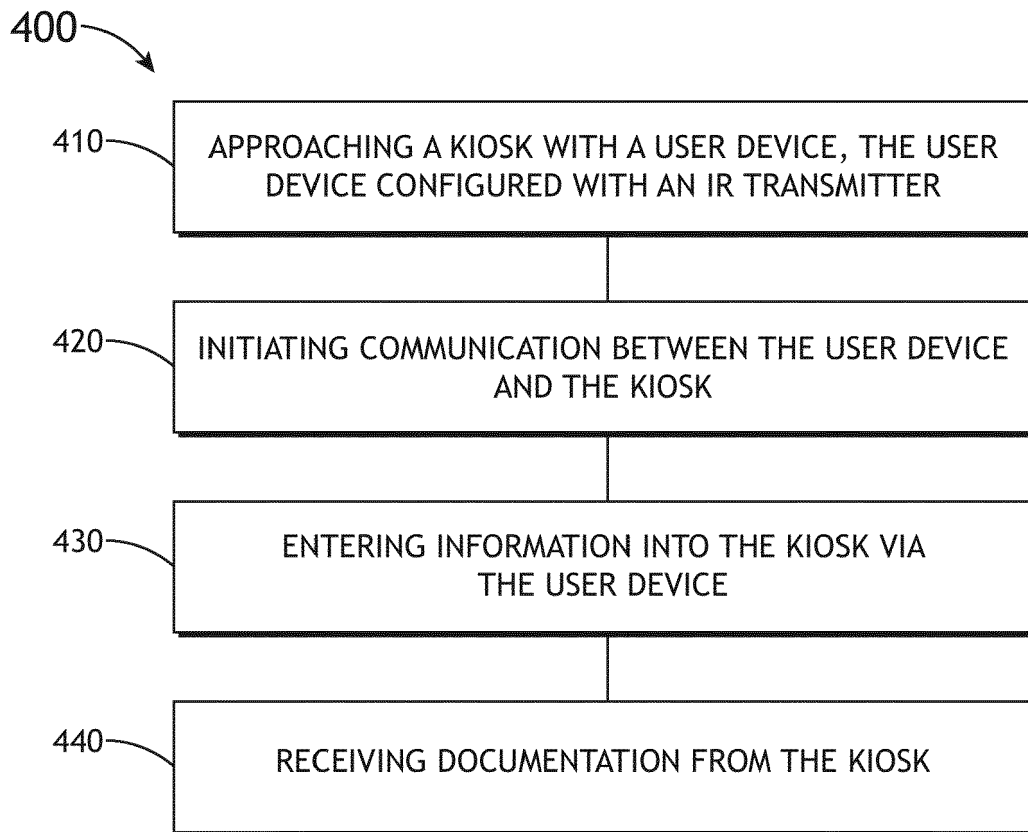 400
410
APPROACHING A KIOSK WITH A USER DEVICE, THE USER
DEVICE CONFIGURED WITH AN IR TRANSMITTER
420
INITIATING COMMUNICATION BETWEEN THE USER DEVICE
AND THE KIOSK
430
ENTERING INFORMATION INTO THE KIOSK VIA
THE USER DEVICE
440
RECEIVING DOCUMENTATION FROM THE KIOSK